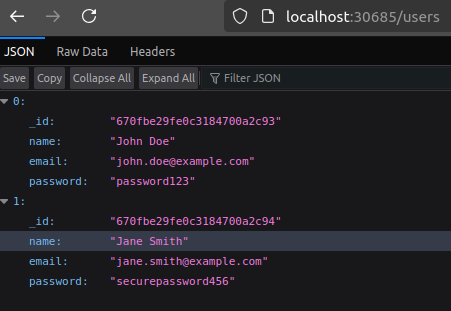 localhost:30685/users
JSON Raw Data Headers
Save Copy Collapse All Expand All Filter JSON
0:
_id: "670fbe29fe0c3184700a2c93"
name: "John Doe"
email: "john.doe@example.com"
password: "password123"
1:
_id: "670fbe29fe0c3184700a2c94"
name: "Jane Smith"
email: "jane.smith@example.com"
password: "securepassword456"